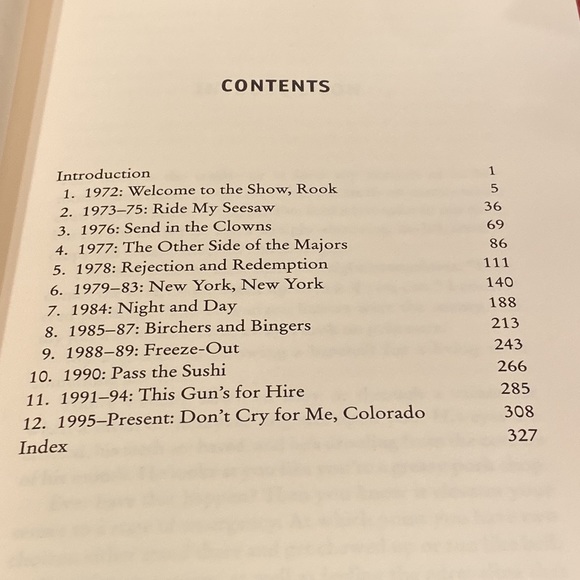 CONTENTS
Introduction 1
1. 1972: Welcome to the Show, Rook 5
2. 1973–75: Ride My Seesaw 36
3. 1976: Send in the Clowns 69
4. 1977: The Other Side of the Majors 86
5. 1978: Rejection and Redemption 111
6. 1979–83: New York, New York 140
7. 1984: Night and Day 188
8. 1985–87: Birchers and Bingers 213
9. 1988–89: Freeze-Out 243
10. 1990: Pass the Sushi 266
11. 1991–94: This Gun's for Hire 285
12. 1995–Present: Don't Cry for Me, Colorado 308
Index 327